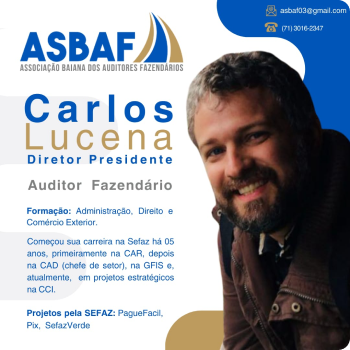 asbaf03@gmail.com
(71) 3016-2347
ASBAF
ASSOCIAÇÃO BAIANA DOS AUDITORES FAZENDÁRIOS
Carlos
Lucena
Diretor Presidente
Auditor Fazendário
Formação: Administração, Direito e
Comércio Exterior.
Começou sua carreira na Sefaz há 05
anos, primeiramente na CAR, depois
na CAD (chefe de setor), na GFIS e,
atualmente, em projetos estratégicos
na CCI.
Projetos pela SEFAZ: PagueFacil,
Pix, SefazVerde